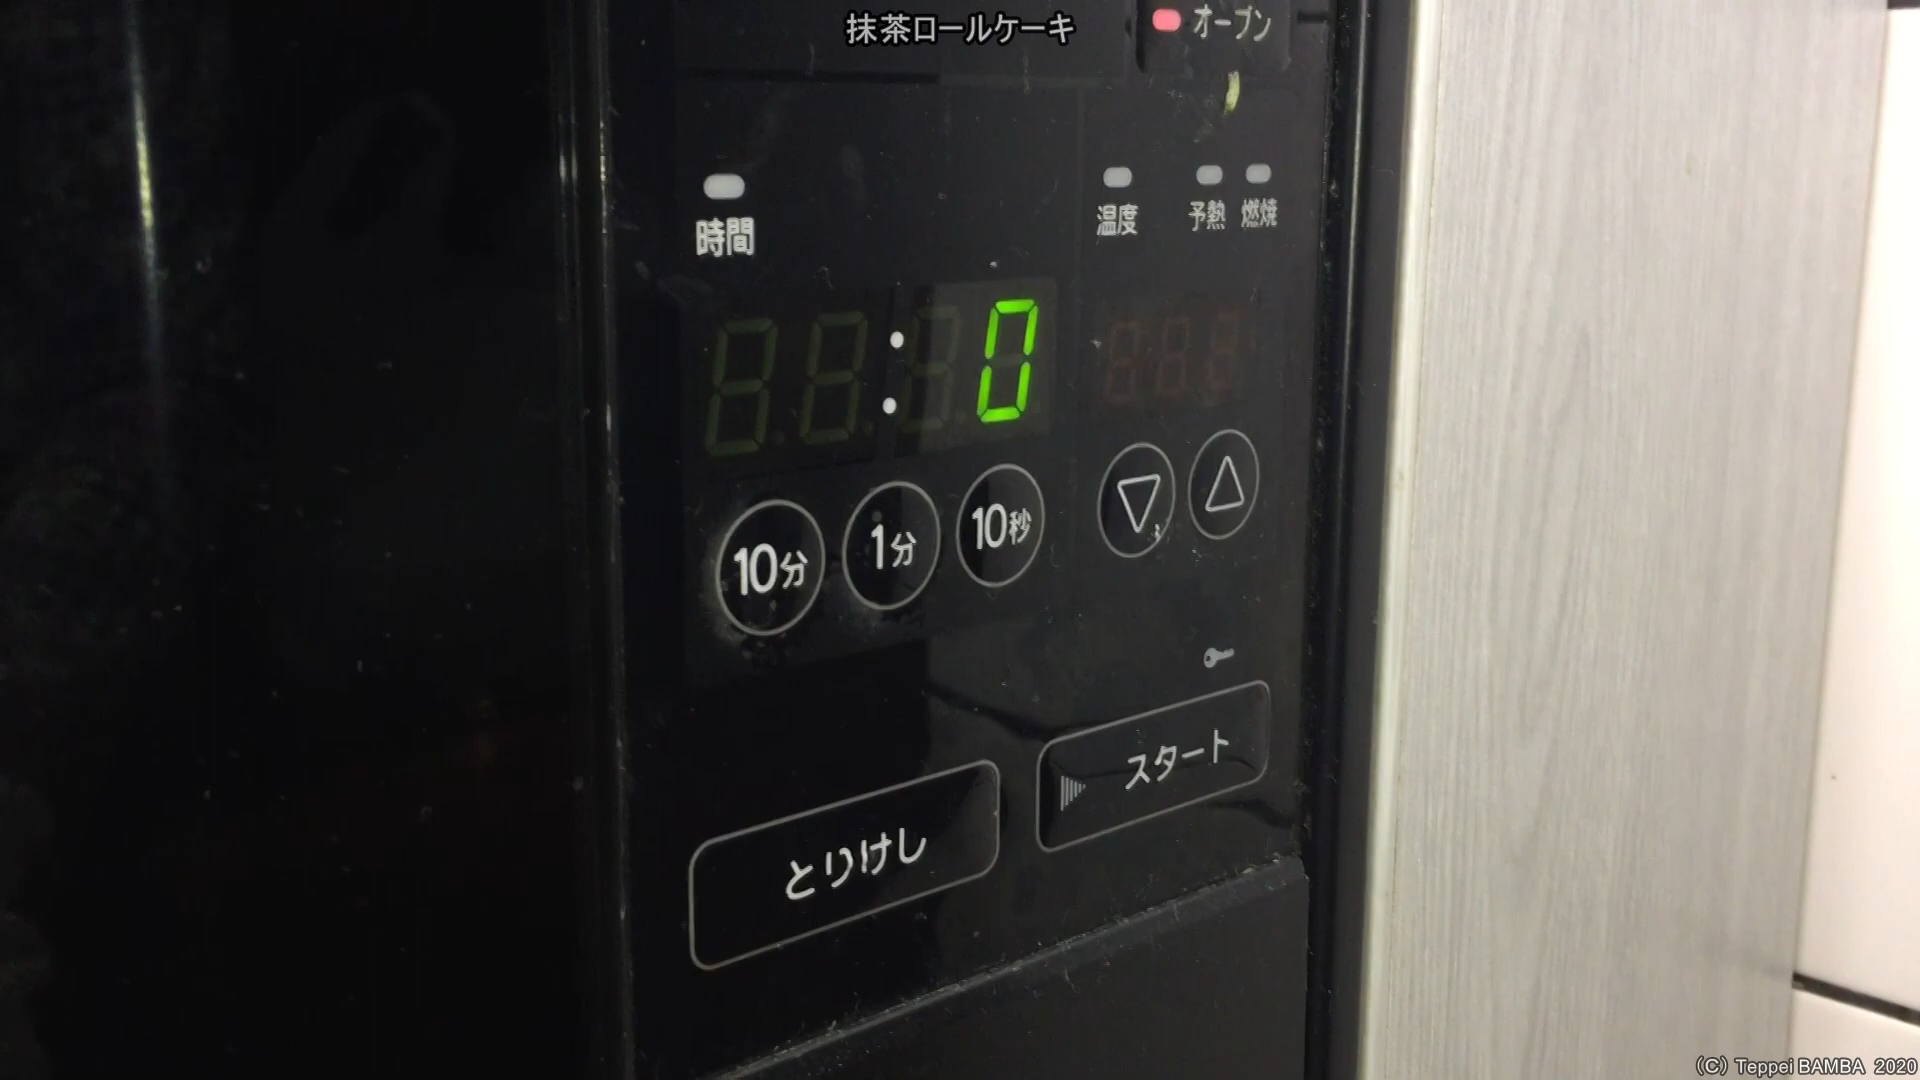 抹茶ロールケーキ
オーブン
時間
温度
予熱
燃焼
: 0
10分
1分
10秒
スタート
とりけし
(C) Teppei BAMBA 2020